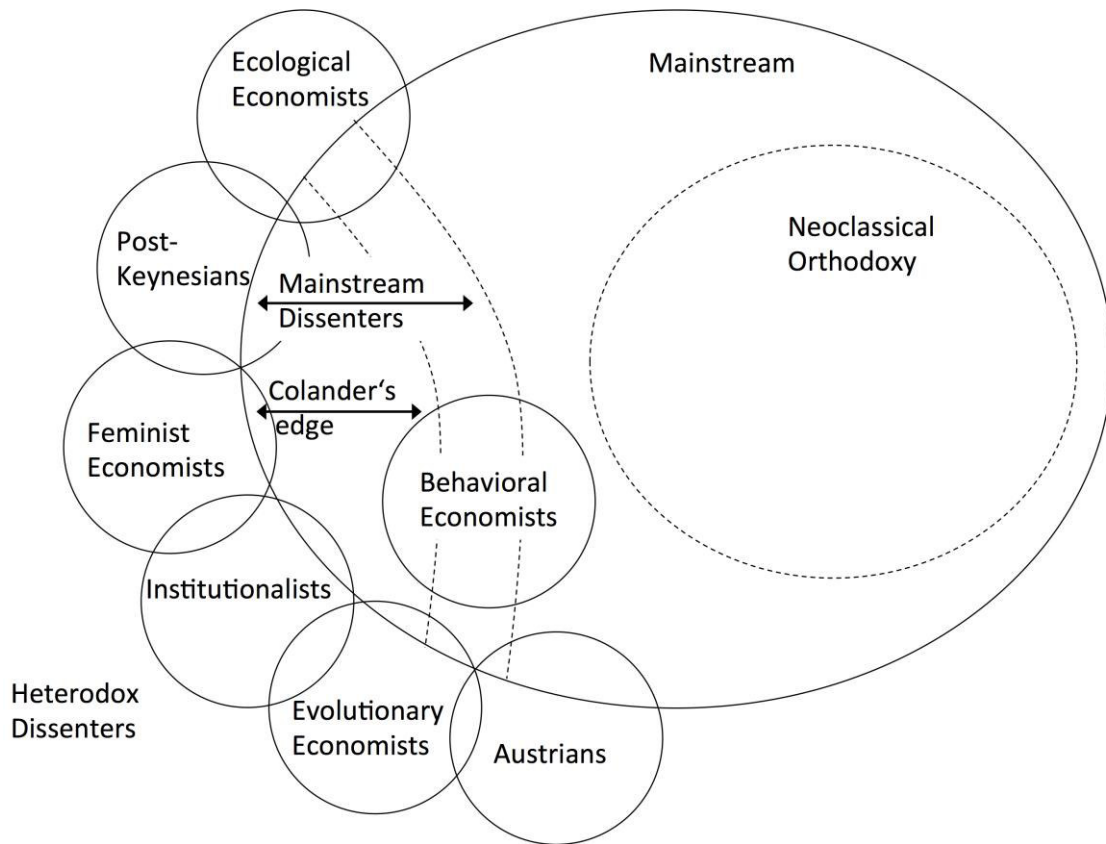 Ecological
Economists
Mainstream
Neoclassical
Orthodoxy
Post-
Keynesians
Mainstream
Dissenters
Colander‘s
edge
Feminist
Economists
Behavioral
Economists
Institutionalists
Heterodox
Dissenters
Evolutionary
Economists
Austrians